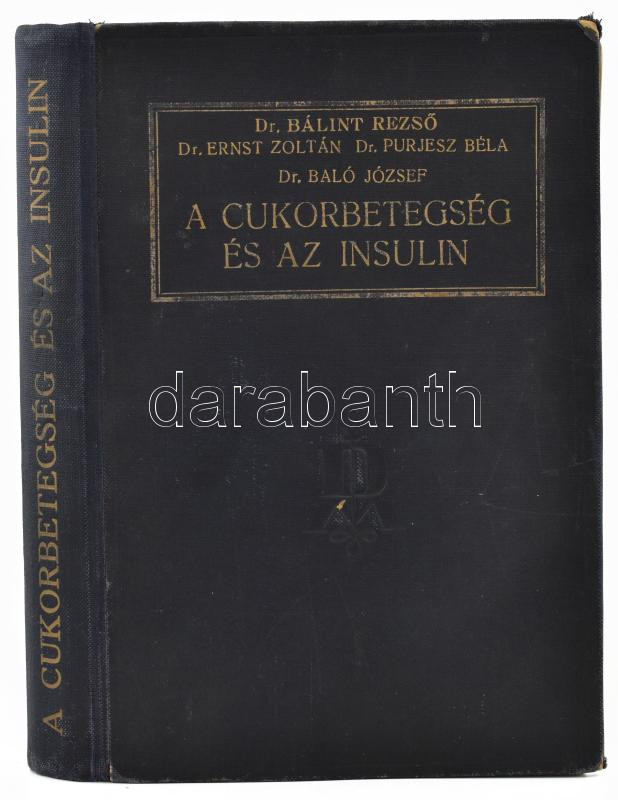 Dr. BÁLINT REZSŐ
Dr. ERNST ZOLTÁN Dr. PURJESZ BÉLA
Dr. BALÓ JÓZSEF
A CUKORBETEGSÉG
ÉS AZ INSULIN
A CUKORBETEGSÉG ÉS AZ INSULIN
darabanth